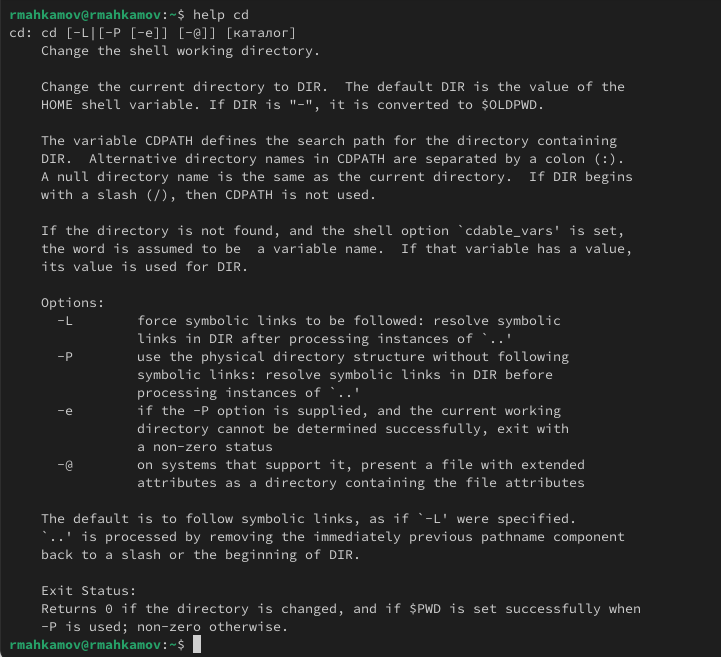 rmahkamov@rmahkamov:~$ help cd
cd: cd [-L|[-P [-e]] [-@]] [каталог]
    Change the shell working directory.

    Change the current directory to DIR.  The default DIR is the value of the
    HOME shell variable. If DIR is "-", it is converted to $OLDPWD.

    The variable CDPATH defines the search path for the directory containing
    DIR.  Alternative directory names in CDPATH are separated by a colon (:).
    A null directory name is the same as the current directory.  If DIR begins
    with a slash (/), then CDPATH is not used.

    If the directory is not found, and the shell option `cdable_vars' is set,
    the word is assumed to be  a variable name.  If that variable has a value,
    its value is used for DIR.

    Options:
      -L        force symbolic links to be followed: resolve symbolic
                links in DIR after processing instances of `..'
      -P        use the physical directory structure without following
                symbolic links: resolve symbolic links in DIR before
                processing instances of `..'
      -e        if the -P option is supplied, and the current working
                directory cannot be determined successfully, exit with
                a non-zero status
      -@        on systems that support it, present a file with extended
                attributes as a directory containing the file attributes

    The default is to follow symbolic links, as if `-L' were specified.
    `..' is processed by removing the immediately previous pathname component
    back to a slash or the beginning of DIR.

    Exit Status:
    Returns 0 if the directory is changed, and if $PWD is set successfully when
    -P is used; non-zero otherwise.
rmahkamov@rmahkamov:~$